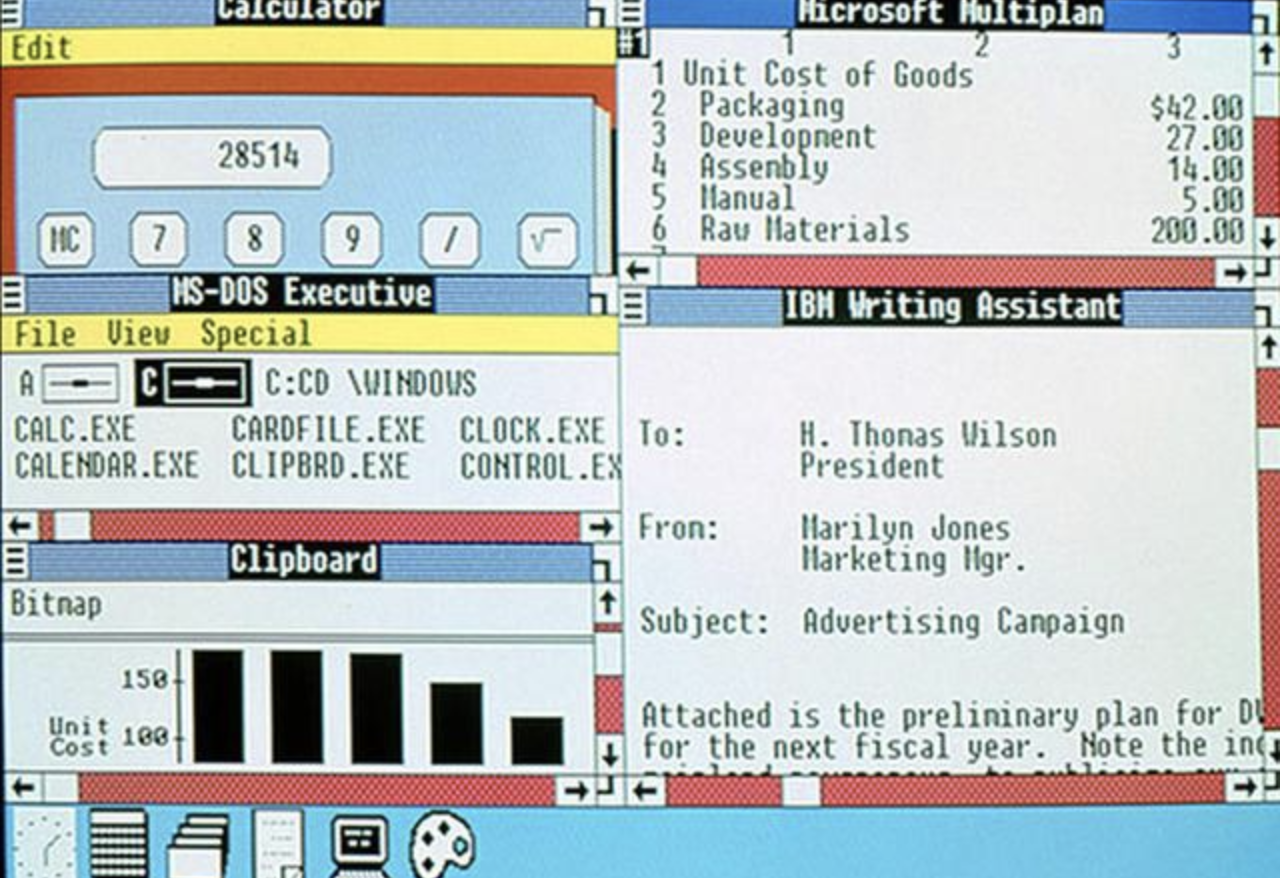 Calculator
Edit
28514
MC 7 8 9 / √
MS-DOS Executive
File View Special
A C C:CD \WINDOWS
CALC.EXE CARDFILE.EXE CLOCK.EXE
CALENDAR.EXE CLIPBRD.EXE CONTROL.EX
Clipboard
Bitmap
150
Unit
Cost 100
Microsoft Multiplan
#1 1 2 3
1 Unit Cost of Goods
2 Packaging $42.00
3 Development 27.00
4 Assembly 14.00
5 Manual 5.00
6 Raw Materials 200.00
IBM Writing Assistant
To: H. Thomas Wilson
President
From: Marilyn Jones
Marketing Mgr.
Subject: Advertising Campaign
Attached is the preliminary plan for
for the next fiscal year. Note the